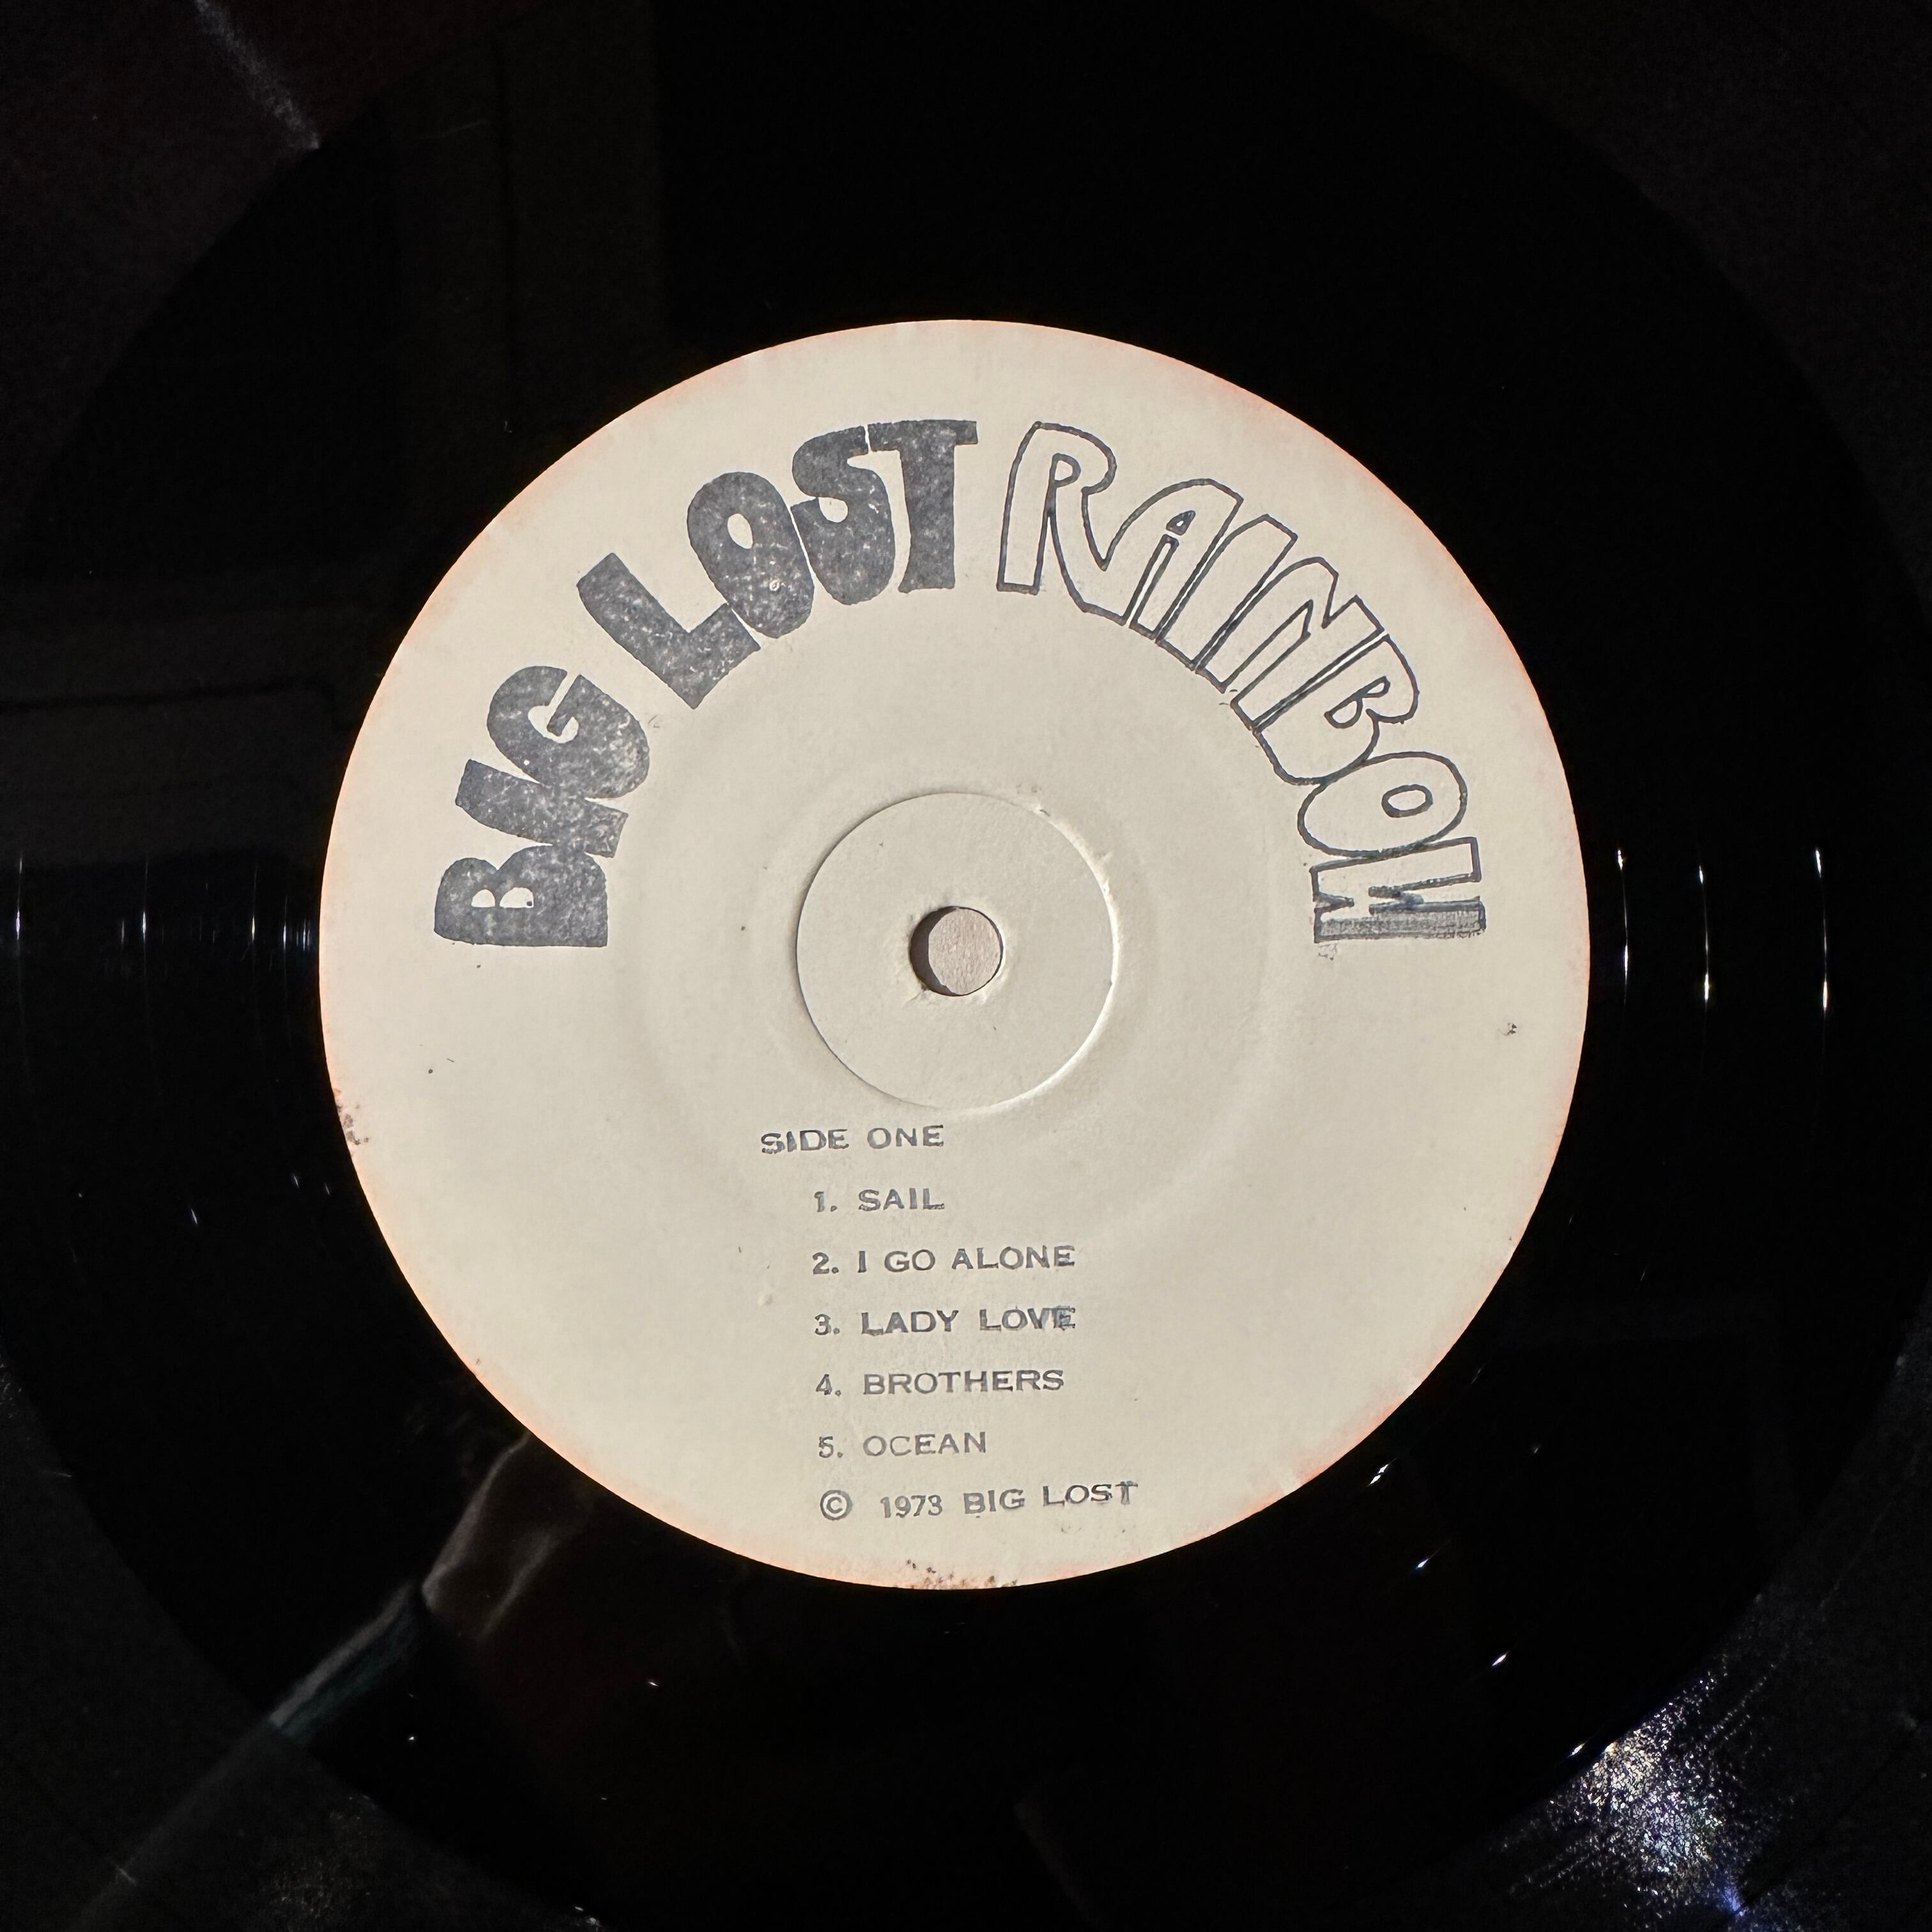 BIG LOST RAINBOW
SIDE ONE
1. SAIL
2. I GO ALONE
3. LADY LOVE
4. BROTHERS
5. OCEAN
© 1973 BIG LOST